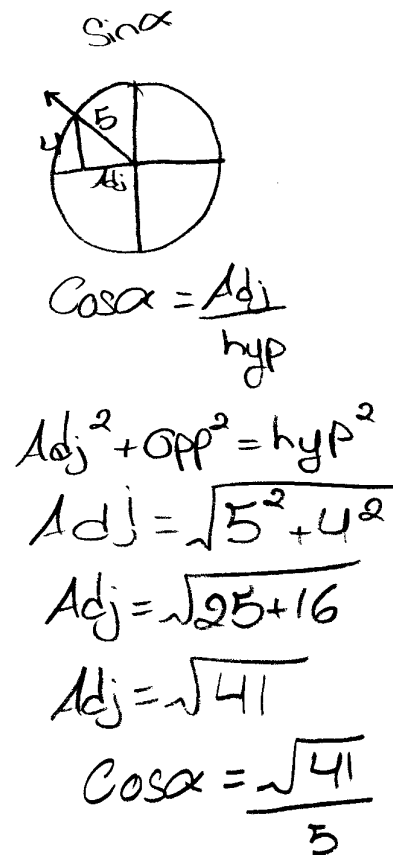 Sinα
4 5
Adj
Cosα = Adj
hyp
Adj² + opp² = hyp²
Adj = √5² + 4²
Adj = √25+16
Adj = √41
Cosα = √41
5